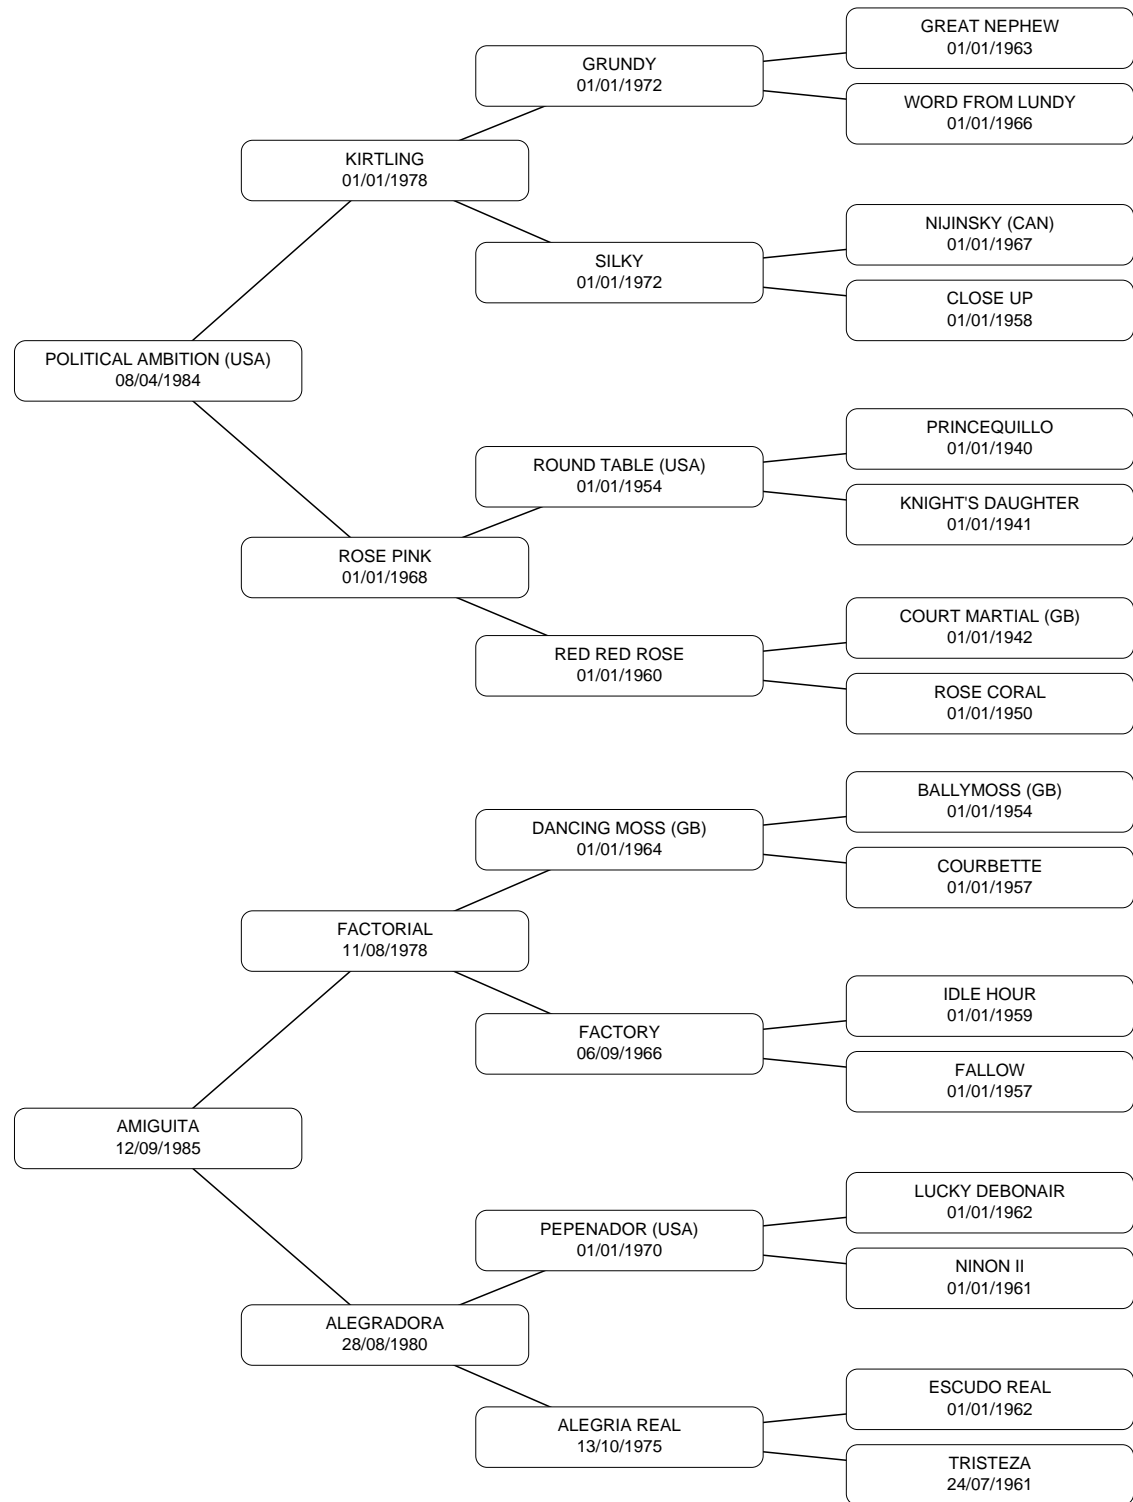 GREAT NEPHEW
01/01/1963
GRUNDY
01/01/1972
WORD FROM LUNDY
01/01/1966
KIRTLING
01/01/1978
NIJINSKY (CAN)
01/01/1967
SILKY
01/01/1972
CLOSE UP
01/01/1958
POLITICAL AMBITION (USA)
08/04/1984
PRINCEQUILLO
01/01/1940
ROUND TABLE (USA)
01/01/1954
KNIGHT'S DAUGHTER
01/01/1941
ROSE PINK
01/01/1968
COURT MARTIAL (GB)
01/01/1942
RED RED ROSE
01/01/1960
ROSE CORAL
01/01/1950
BALLYMOSS (GB)
01/01/1954
DANCING MOSS (GB)
01/01/1964
COURBETTE
01/01/1957
FACTORIAL
11/08/1978
IDLE HOUR
01/01/1959
FACTORY
06/09/1966
FALLOW
01/01/1957
AMIGUITA
12/09/1985
LUCKY DEBONAIR
01/01/1962
PEPENADOR (USA)
01/01/1970
NINON II
01/01/1961
ALEGRADORA
28/08/1980
ESCUDO REAL
01/01/1962
ALEGRIA REAL
13/10/1975
TRISTEZA
24/07/1961